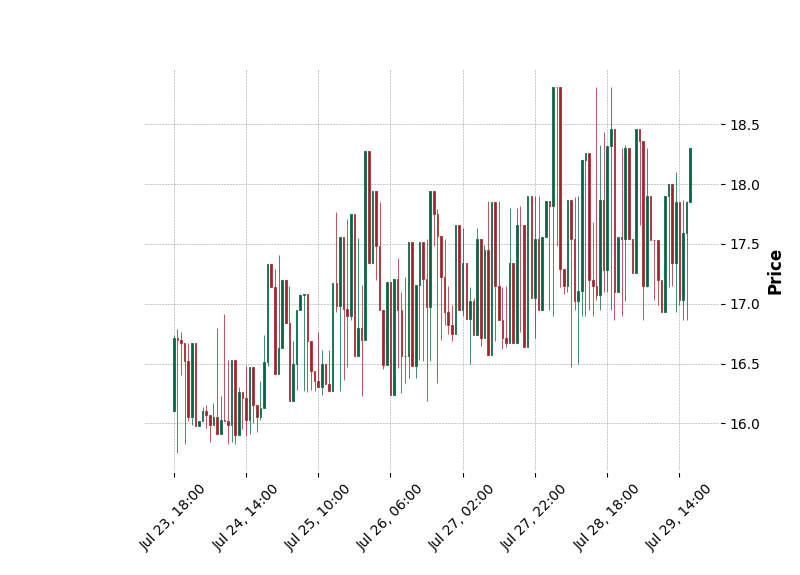 18.5
18.0
17.5
17.0
16.5
16.0
Price
Jul 23, 18:00
Jul 24, 14:00
Jul 25, 10:00
Jul 26, 06:00
Jul 27, 02:00
Jul 27, 22:00
Jul 28, 18:00
Jul 29, 14:00